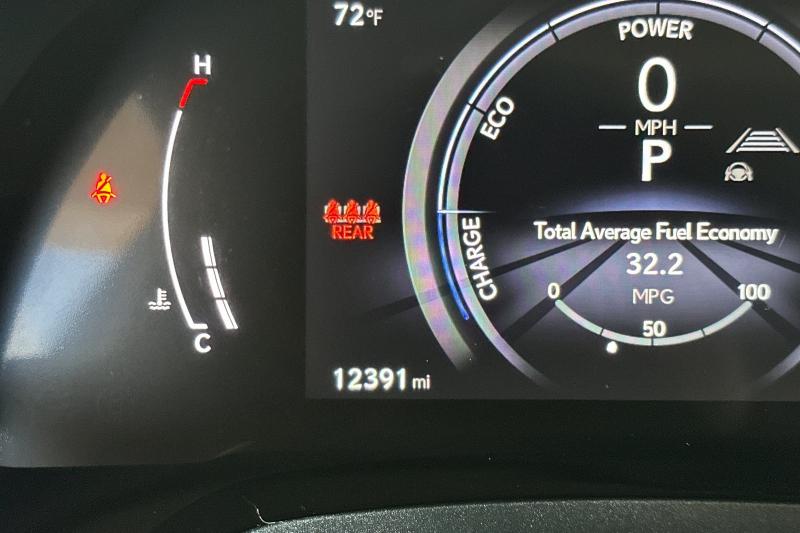 72°F
H
C
REAR
12391 mi
POWER
ECO
CHARGE
0
MPH
P
Total Average Fuel Economy
32.2
MPG
0 50 100